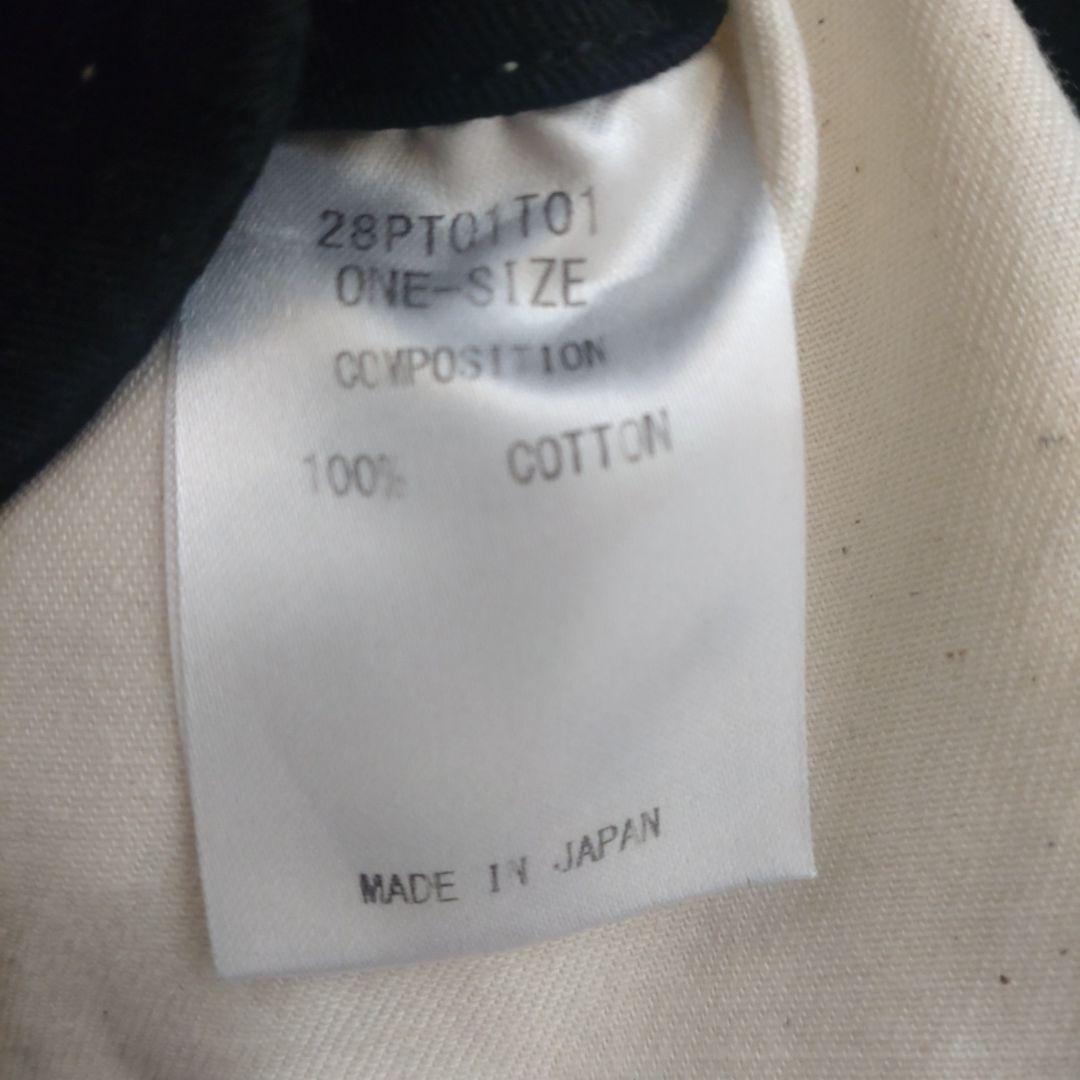 28PT01T01
ONE-SIZE
COMPOSITION
100% COTTON
MADE IN JAPAN